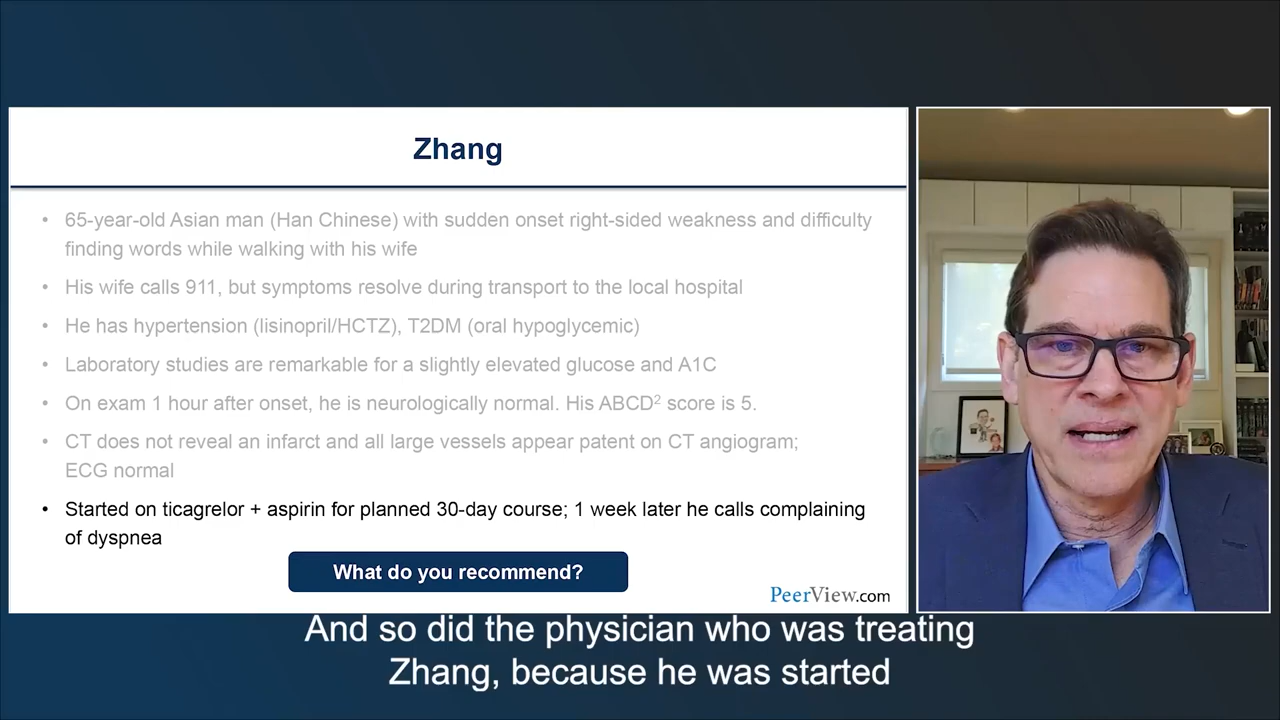 Zhang
• 65-year-old Asian man (Han Chinese) with sudden onset right-sided weakness and difficulty
finding words while walking with his wife
• His wife calls 911, but symptoms resolve during transport to the local hospital
• He has hypertension (lisinopril/HCTZ), T2DM (oral hypoglycemic)
• Laboratory studies are remarkable for a slightly elevated glucose and A1C
• On exam 1 hour after onset, he is neurologically normal. His ABCD² score is 5.
• CT does not reveal an infarct and all large vessels appear patent on CT angiogram;
ECG normal
• Started on ticagrelor + aspirin for planned 30-day course; 1 week later he calls complaining
of dyspnea
What do you recommend?
PeerView.com
And so did the physician who was treating
Zhang, because he was started